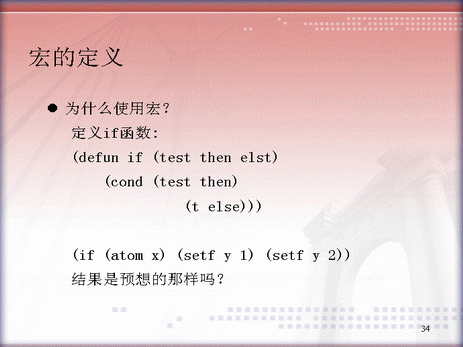 宏的定义
● 为什么使用宏？
定义if函数：
(defun if (test then elst)
(cond (test then)
(t else)))
(if (atom x) (setf y 1) (setf y 2))
结果是预想的那样吗？
34